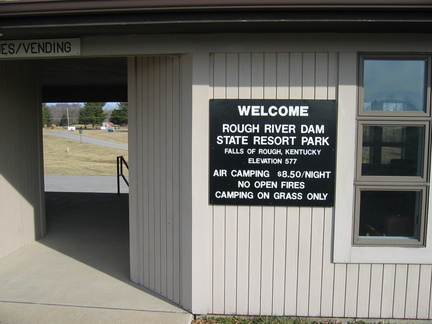 ES/VENDING
WELCOME
ROUGH RIVER DAM
STATE RESORT PARK
FALLS OF ROUGH, KENTUCKY
ELEVATION 577
AIR CAMPING $8.50/NIGHT
NO OPEN FIRES
CAMPING ON GRASS ONLY